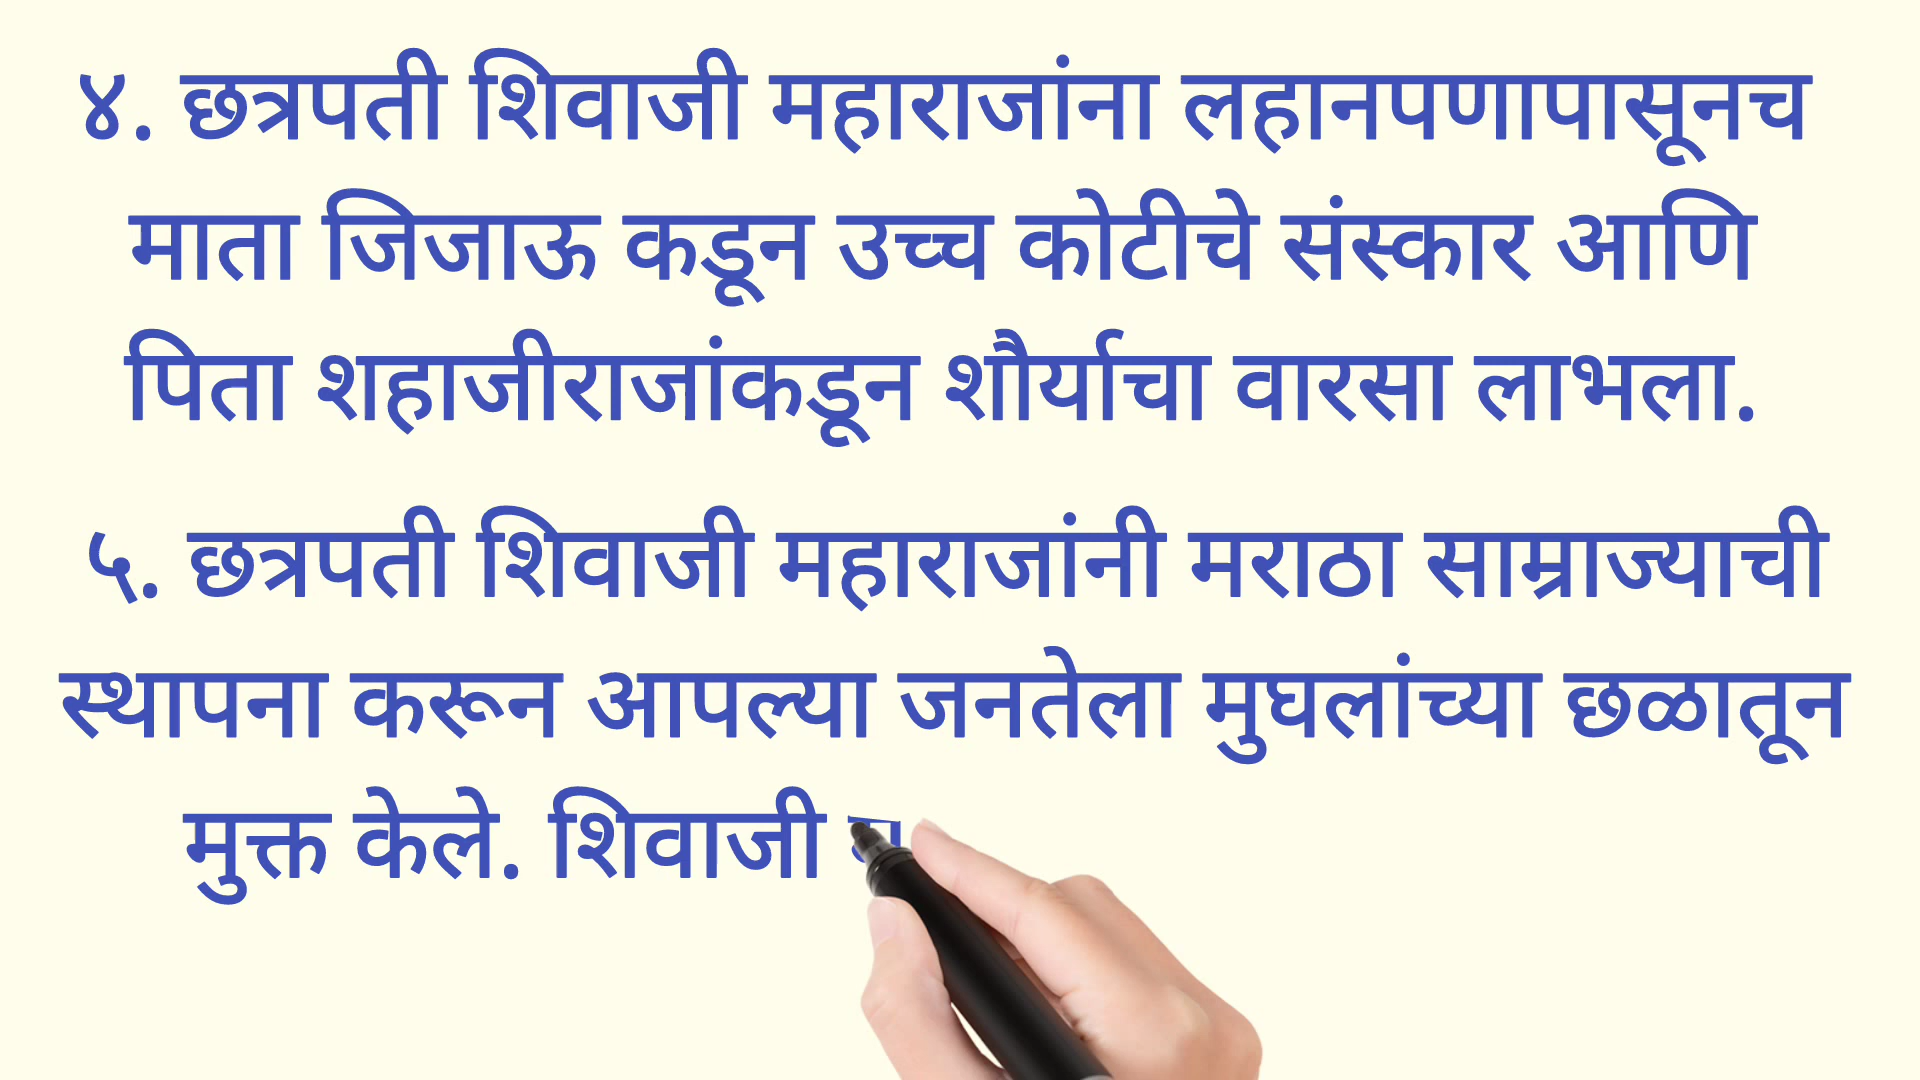 ४. छत्रपती शिवाजी महाराजांना लहानपणापासूनच
माता जिजाऊ कडून उच्च कोटीचे संस्कार आणि
पिता शहाजीराजांकडून शौर्याचा वारसा लाभला.
५. छत्रपती शिवाजी महाराजांनी मराठा साम्राज्याची
स्थापना करून आपल्या जनतेला मुघलांच्या छळातून
मुक्त केले. शिवाजी